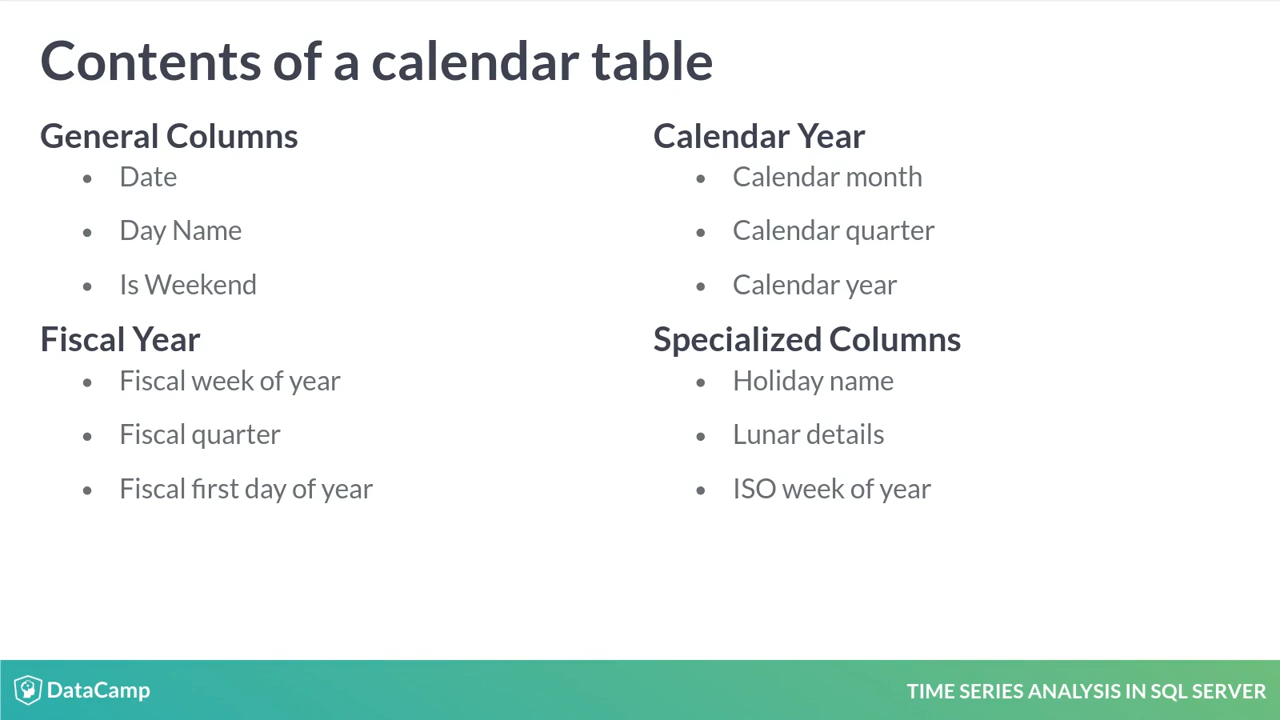 Contents of a calendar table
General Columns
• Date
• Day Name
• Is Weekend
Fiscal Year
• Fiscal week of year
• Fiscal quarter
• Fiscal first day of year
Calendar Year
• Calendar month
• Calendar quarter
• Calendar year
Specialized Columns
• Holiday name
• Lunar details
• ISO week of year
DataCamp
TIME SERIES ANALYSIS IN SQL SERVER